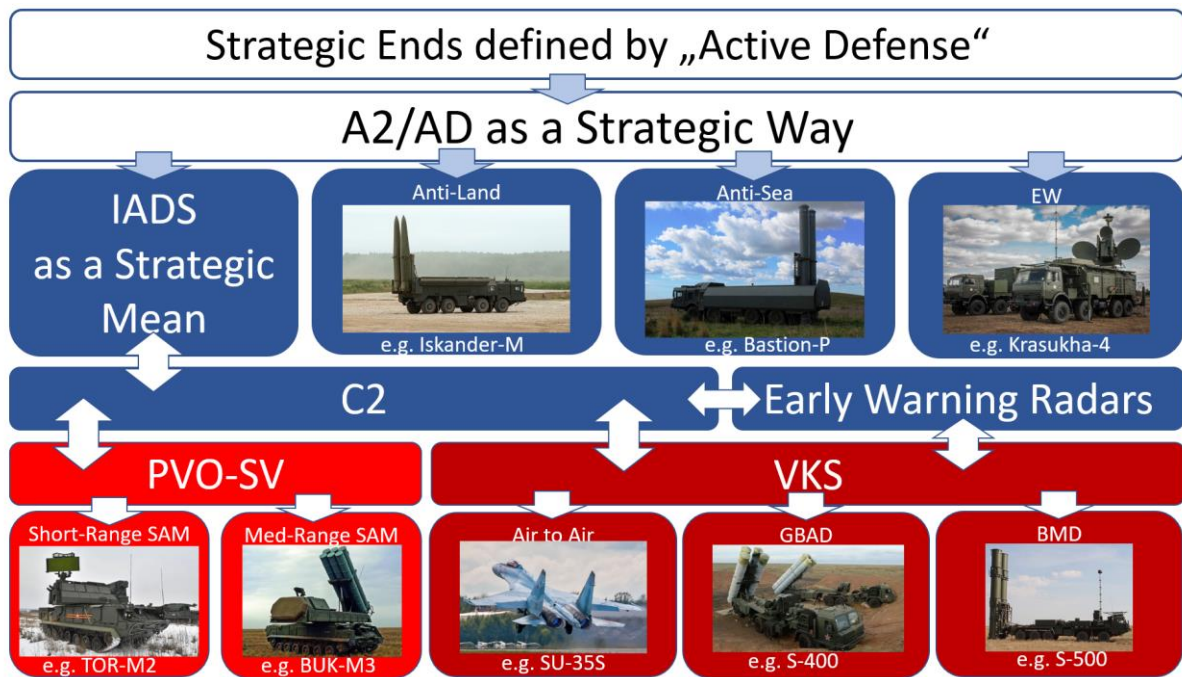 Strategic Ends defined by „Active Defense“
A2/AD as a Strategic Way
IADS
as a Strategic
Mean
Anti-Land
e.g. Iskander-M
Anti-Sea
e.g. Bastion-P
EW
e.g. Krasukha-4
C2
Early Warning Radars
PVO-SV
VKS
Short-Range SAM
e.g. TOR-M2
Med-Range SAM
e.g. BUK-M3
Air to Air
e.g. SU-35S
GBAD
e.g. S-400
BMD
e.g. S-500